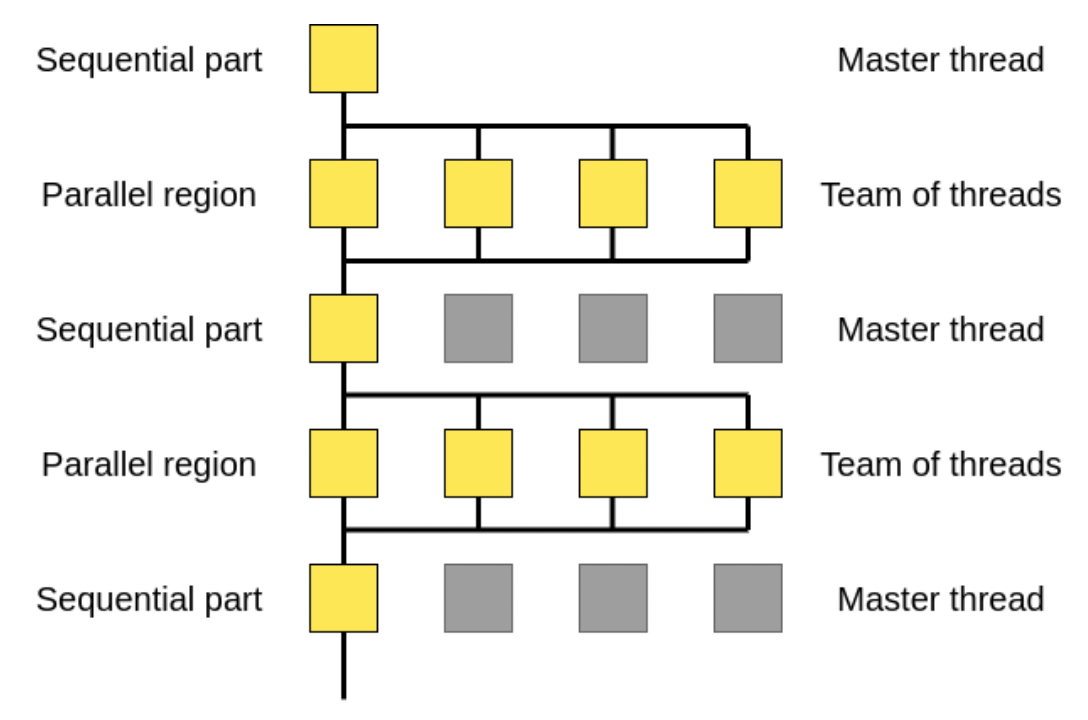 Sequential part
Master thread
Parallel region
Team of threads
Sequential part
Master thread
Parallel region
Team of threads
Sequential part
Master thread